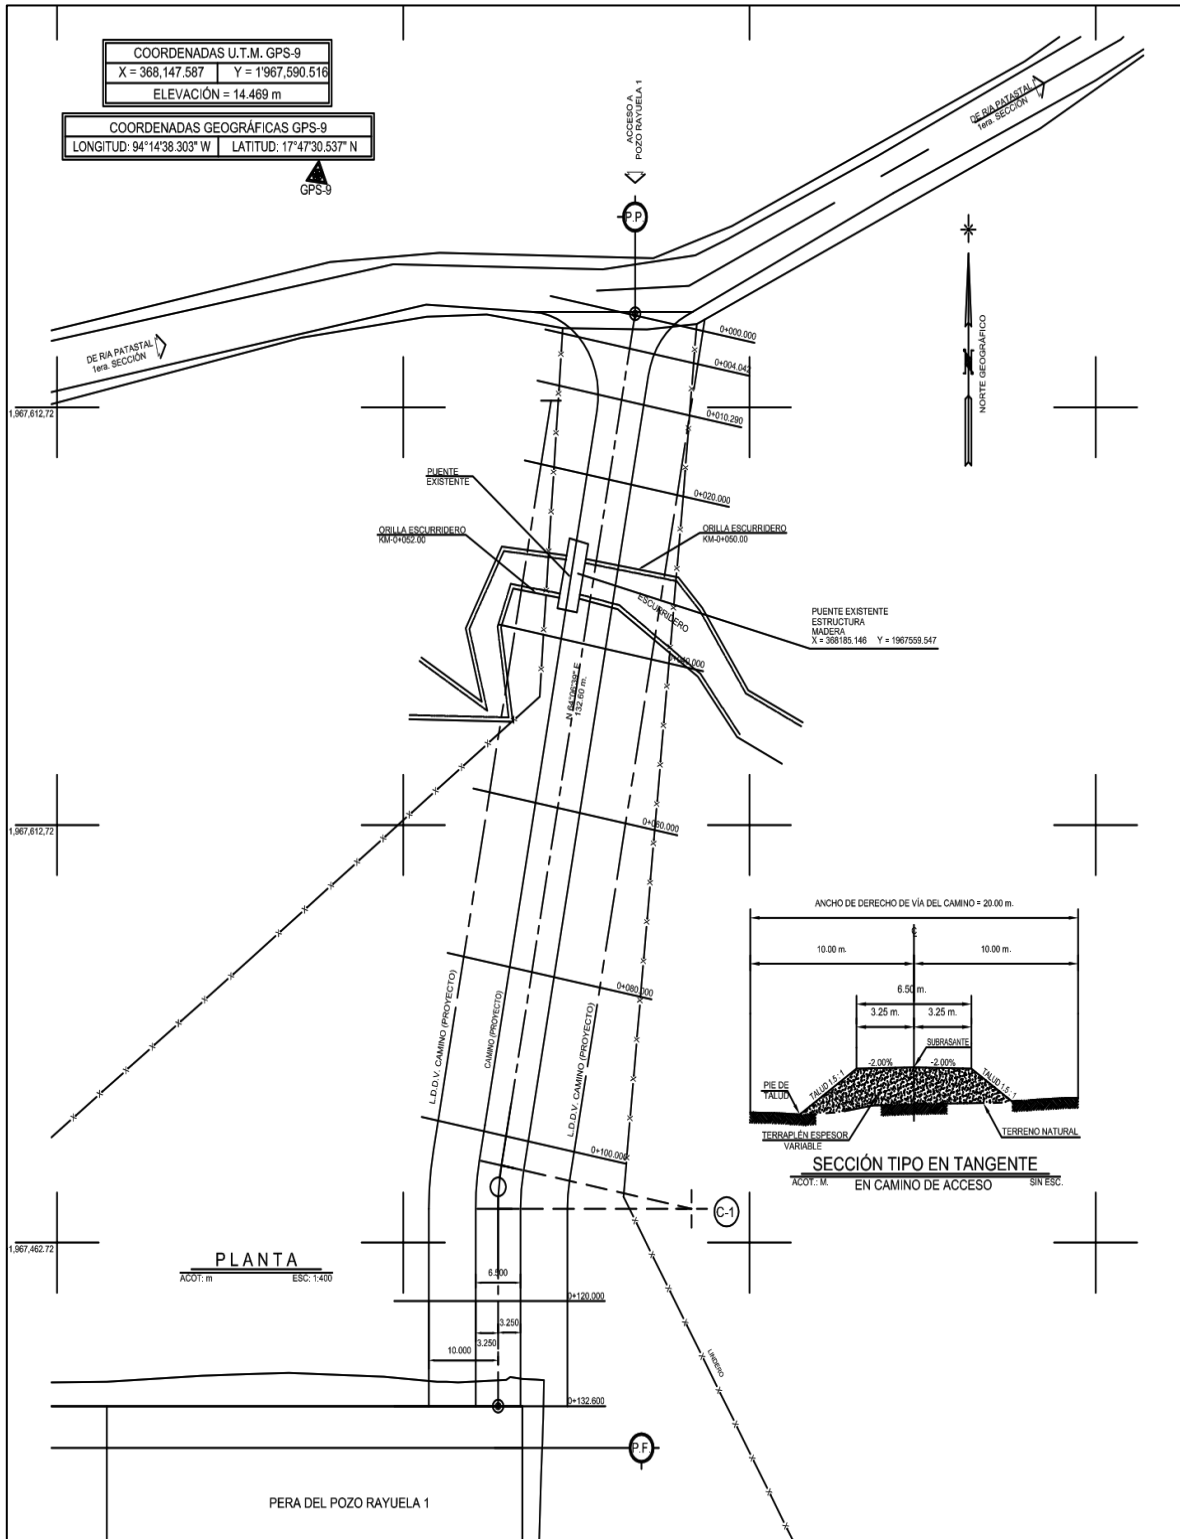 COORDENADAS U.T.M. GPS-9
X = 368,147.587 Y = 1'967,590.516
ELEVACIÓN = 14.469 m
COORDENADAS GEOGRÁFICAS GPS-9
LONGITUD: 94°14'38.303" W LATITUD: 17°47'30.537" N
GPS-9
ACCESO A
POZO RAYUELA 1
P.P.
DE R/A PATASTAL
1era. SECCIÓN
NORTE GEOGRÁFICO
N
DE R/A PATASTAL
1era. SECCIÓN
0+000.000
0+004.042
0+010.290
1,967,612,72
0+020.000
PUENTE
EXISTENTE
ORILLA ESCURRIDERO
KM-0+052.00
ORILLA ESCURRIDERO
KM-0+050.00
ESCURRIDERO
PUENTE EXISTENTE
ESTRUCTURA
MADERA
X = 368185.146 Y = 1967559.547
0+040.000
132.60 m.
1,967,612,72
0+060.000
0+080.000
L.D.D.V. CAMINO (PROYECTO)
CAMINO (PROYECTO)
L.D.D.V. CAMINO (PROYECTO)
ANCHO DE DERECHO DE VÍA DEL CAMINO = 20.00 m.
10.00 m. 10.00 m.
6.50 m.
3.25 m. 3.25 m.
SUBRASANTE
-2.00% -2.00%
TALUD 1.5 : 1 TALUD 1.5 : 1
PIE DE
TALUD
TERRAPLÉN ESPESOR
VARIABLE
TERRENO NATURAL
SECCIÓN TIPO EN TANGENTE
ACOT.: M. EN CAMINO DE ACCESO SIN ESC.
0+100.000
C-1
1,967,462.72
PLANTA
ACOT: m ESC: 1:400
6.500
0+120.000
3.250
3.250
10.000
LINDERO
0+132.600
P.F.
PERA DEL POZO RAYUELA 1